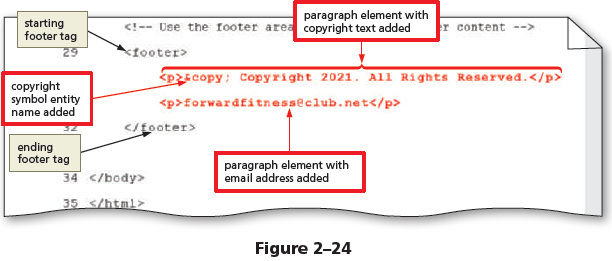 starting
footer tag
paragraph element with
copyright text added
<!-- Use the footer area er content -->
29 <footer>
<p>&copy; Copyright 2021. All Rights Reserved.</p>
copyright
symbol entity
name added
<p>forwardfitness@club.net</p>
32 </footer>
ending
footer tag
paragraph element with
email address added
34 </body>
35 </html>
Figure 2–24